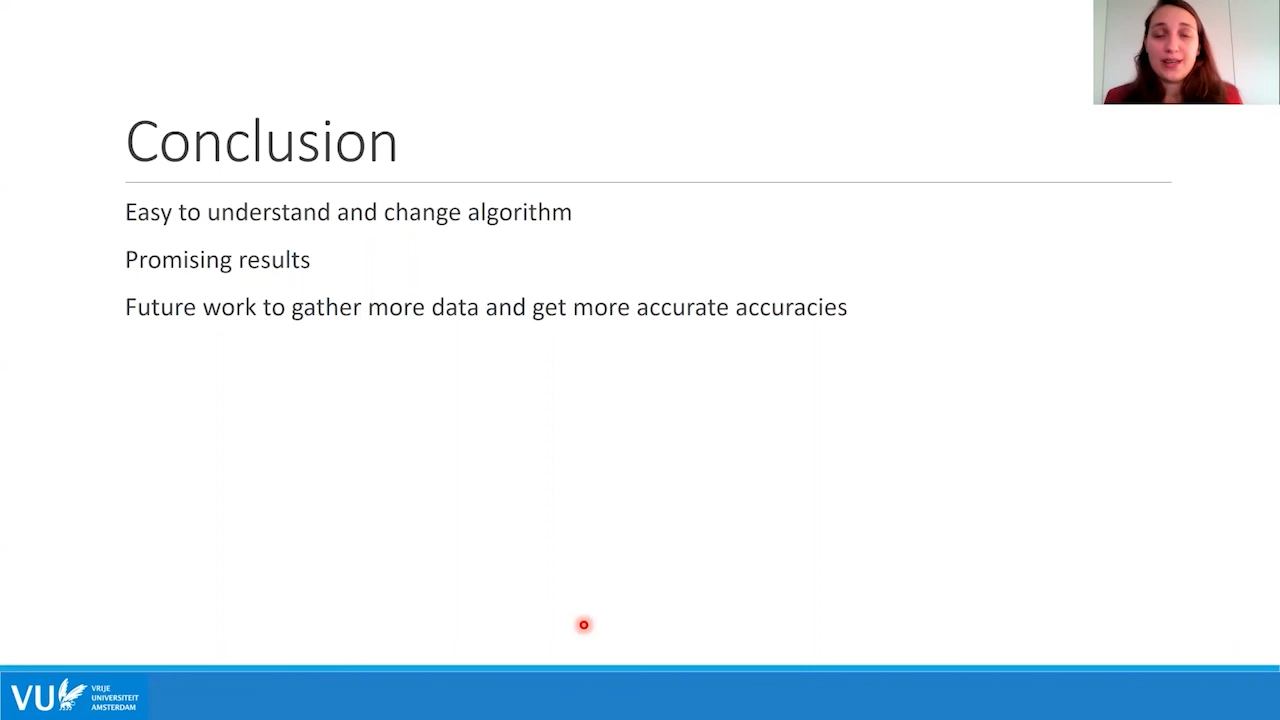 Conclusion
Easy to understand and change algorithm
Promising results
Future work to gather more data and get more accurate accuracies
VU
VRIJE
UNIVERSITEIT
AMSTERDAM